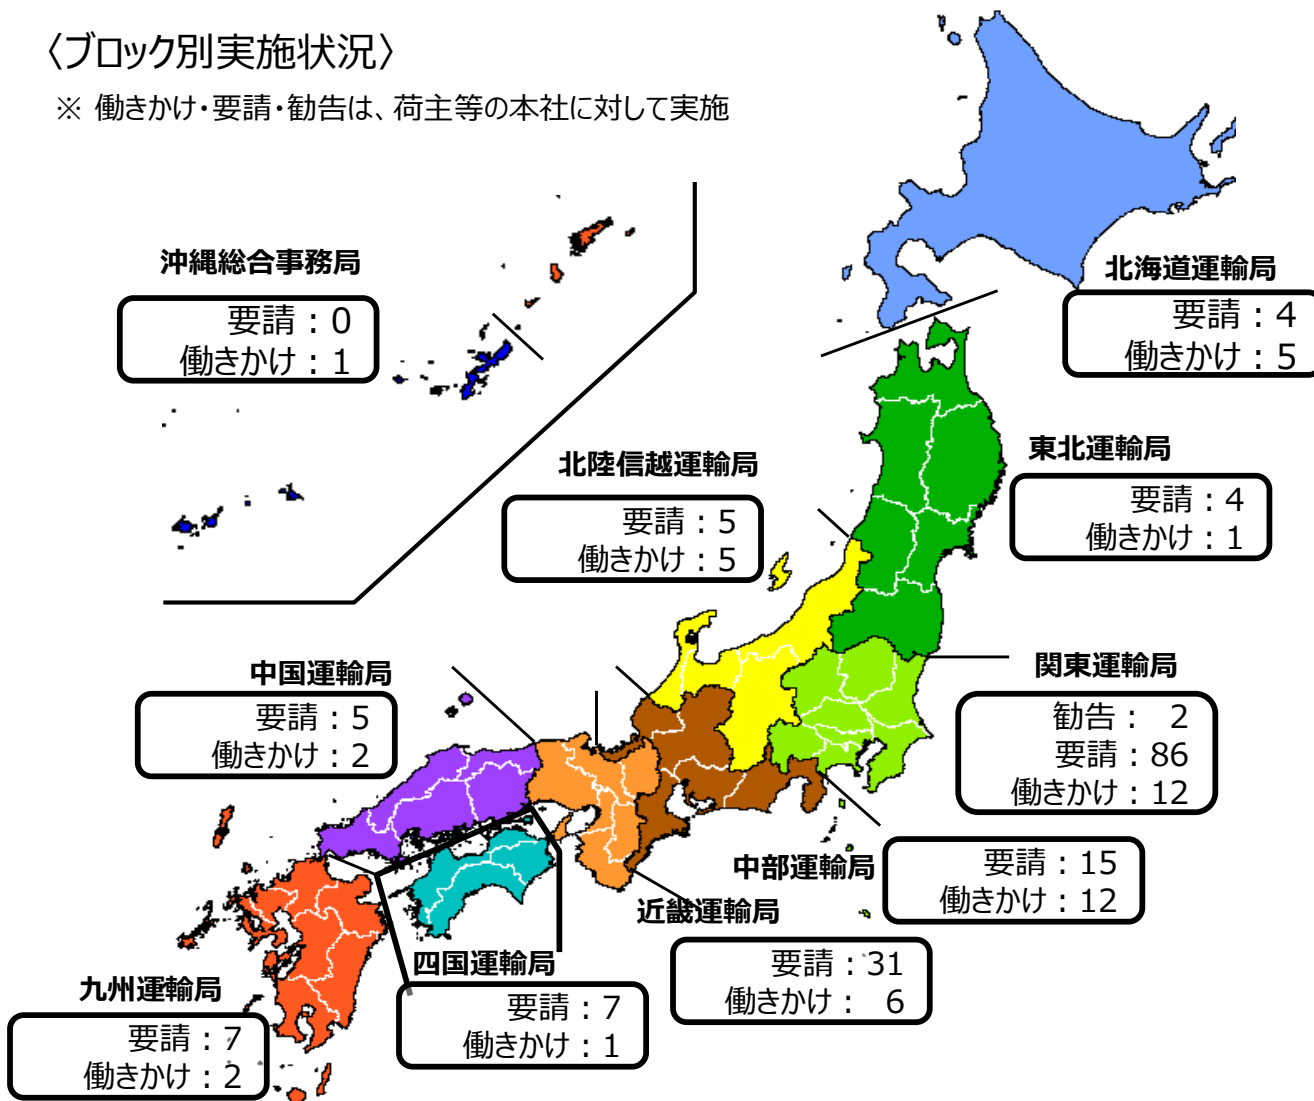 〈ブロック別実施状況〉
※ 働きかけ・要請・勧告は、荷主等の本社に対して実施
沖縄総合事務局
要請：0
働きかけ：1
北海道運輸局
要請：4
働きかけ：5
東北運輸局
要請：4
働きかけ：1
北陸信越運輸局
要請：5
働きかけ：5
関東運輸局
勧告： 2
要請：86
働きかけ：12
中国運輸局
要請：5
働きかけ：2
中部運輸局
要請：15
働きかけ：12
近畿運輸局
要請：31
働きかけ： 6
四国運輸局
要請：7
働きかけ：1
九州運輸局
要請：7
働きかけ：2